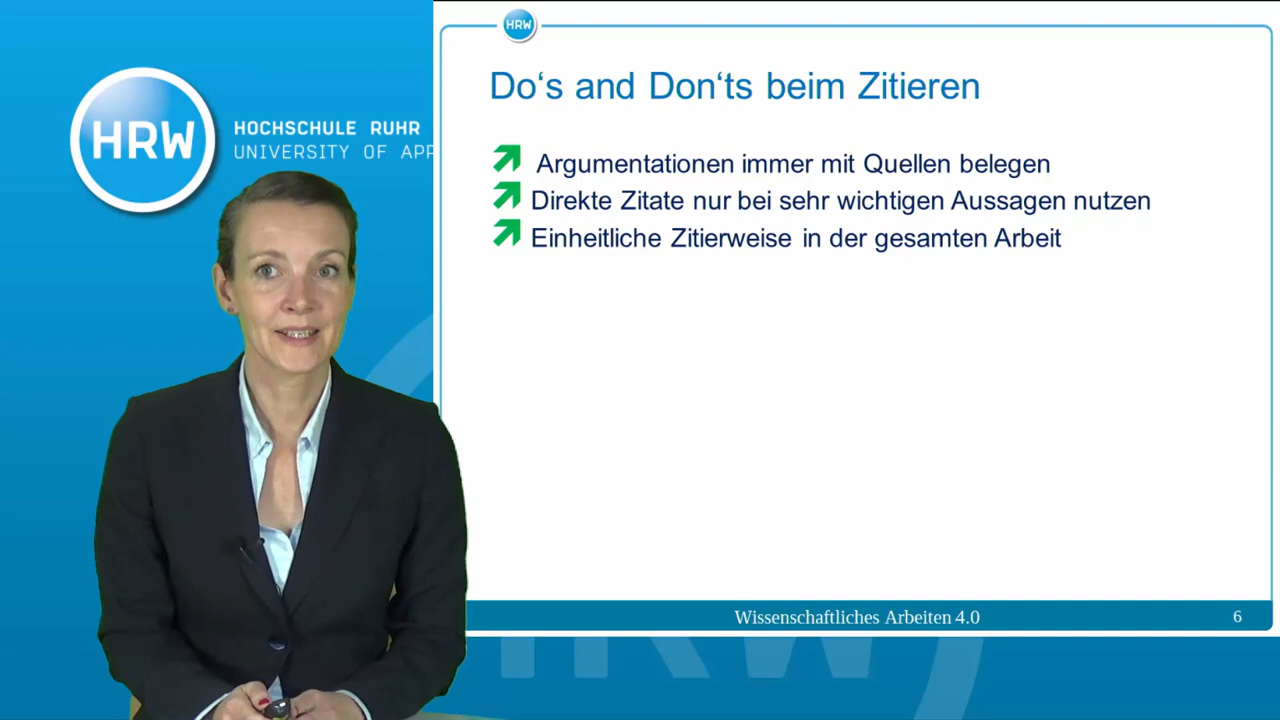 HRW
HOCHSCHULE RUHR
UNIVERSITY OF APP
HRW
Do‘s and Don‘ts beim Zitieren
Argumentationen immer mit Quellen belegen
Direkte Zitate nur bei sehr wichtigen Aussagen nutzen
Einheitliche Zitierweise in der gesamten Arbeit
Wissenschaftliches Arbeiten 4.0
6
HRW